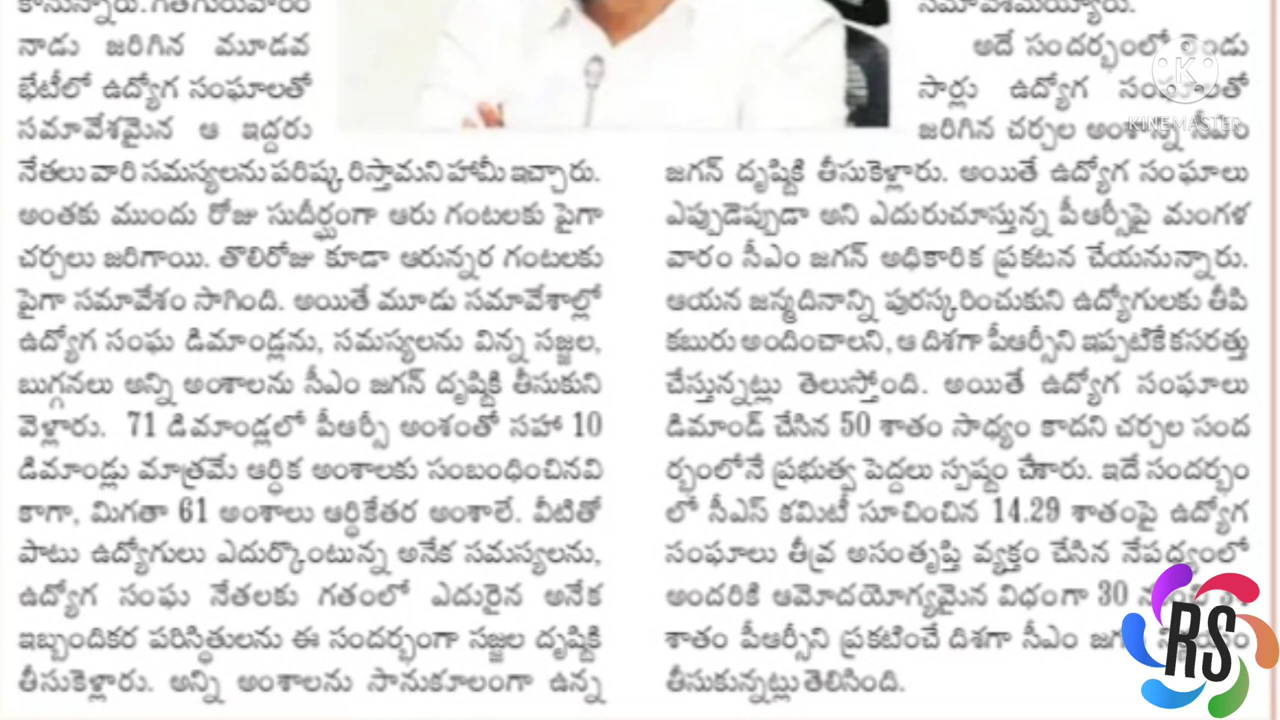 కానున్నారు. గత గురువారం
నాడు జరిగిన మూడవ
భేటీలో ఉద్యోగ సంఘాలతో
సమావేశమైన ఆ ఇద్దరు
నేతలు వారి సమస్యలను పరిష్క రిస్తామని హామీ ఇచ్చారు.
అంతకు ముందు రోజు సుదీర్ఘంగా ఆరు గంటలకు పైగా
చర్చలు జరిగాయి. తొలిరోజు కూడా ఆరున్నర గంటలకు
పైగా సమావేశం సాగింది. అయితే మూడు సమావేశాల్లో
ఉద్యోగ సంఘ డిమాండ్లను, సమస్యలను విన్న సజ్జల,
బుగ్గనలు అన్ని అంశాలను సీఎం జగన్ దృష్టికి తీసుకుని
వెళ్లారు. 71 డిమాండ్లలో పీఆర్సీ అంశంతో సహా 10
డిమాండ్లు మాత్రమే ఆర్థిక అంశాలకు సంబంధించినవి
కాగా, మిగతా 61 అంశాలు ఆర్థికేతర అంశాలే. వీటితో
పాటు ఉద్యోగులు ఎదుర్కొంటున్న అనేక సమస్యలను,
ఉద్యోగ సంఘ నేతలకు గతంలో ఎదురైన అనేక
ఇబ్బందికర పరిస్థితులను ఈ సందర్భంగా సజ్జల దృష్టికి
తీసుకెళ్లారు. అన్ని అంశాలను సానుకూలంగా ఉన్న
సమావేశమయ్యారు.
అదే సందర్భంలో రెండు
సార్లు ఉద్యోగ సంఘాలతో
జరిగిన చర్చల అంశాన్ని సీఎం
జగన్ దృష్టికి తీసుకెళ్లారు. అయితే ఉద్యోగ సంఘాలు
ఎప్పుడెప్పుడా అని ఎదురుచూస్తున్న పీఆర్సీపై మంగళ
వారం సీఎం జగన్ అధికారిక ప్రకటన చేయనున్నారు.
ఆయన జన్మదినాన్ని పురస్కరించుకుని ఉద్యోగులకు తీపి
కబురు అందించాలని, ఆ దిశగా పీఆర్సీని ఇప్పటికే కసరత్తు
చేస్తున్నట్లు తెలుస్తోంది. అయితే ఉద్యోగ సంఘాలు
డిమాండ్ చేసిన 50 శాతం సాధ్యం కాదని చర్చల సంద
ర్భంలోనే ప్రభుత్వ పెద్దలు స్పష్టం చేశారు. ఇదే సందర్భం
లో సీఎస్ కమిటీ సూచించిన 14.29 శాతంపై ఉద్యోగ
సంఘాలు తీవ్ర అసంతృప్తి వ్యక్తం చేసిన నేపథ్యంలో
అందరికి ఆమోదయోగ్యమైన విధంగా 30
శాతం పీఆర్సీని ప్రకటించే దిశగా సీఎం
తీసుకున్నట్లు తెలిసింది.
KINEMASTER
RS